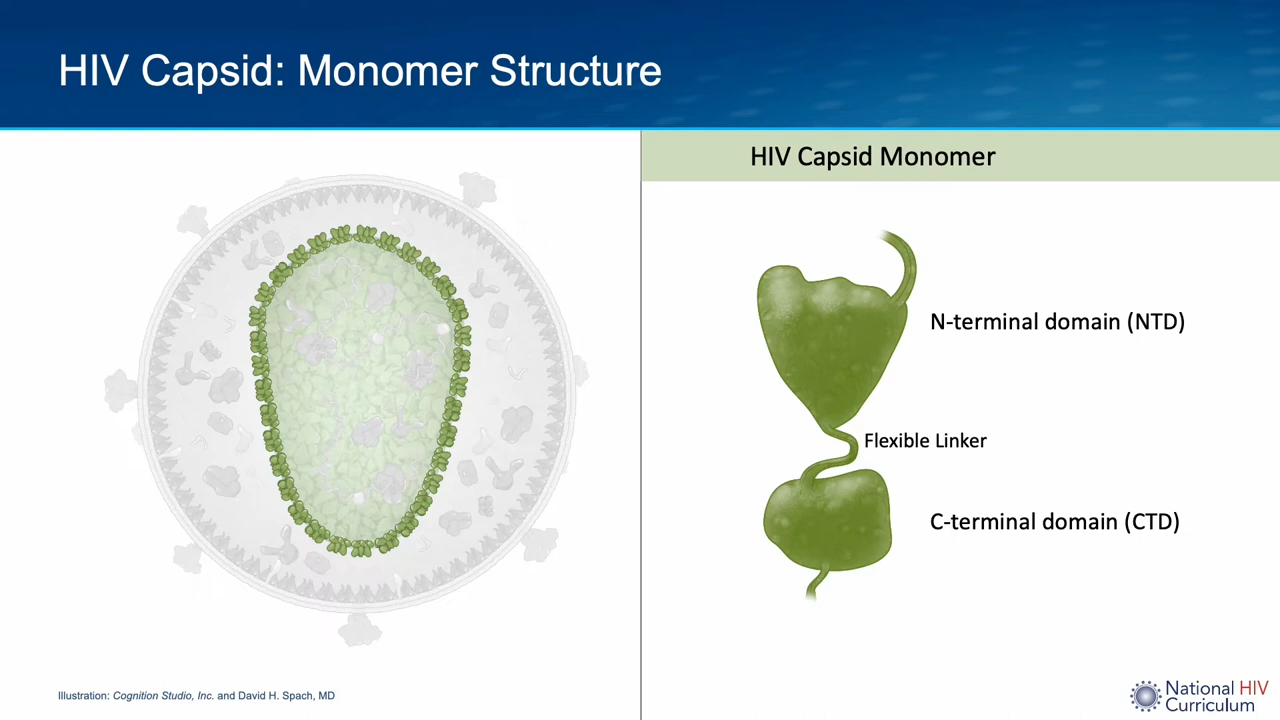 HIV Capsid: Monomer Structure
HIV Capsid Monomer
N-terminal domain (NTD)
Flexible Linker
C-terminal domain (CTD)
Illustration: Cognition Studio, Inc. and David H. Spach, MD
National HIV
Curriculum